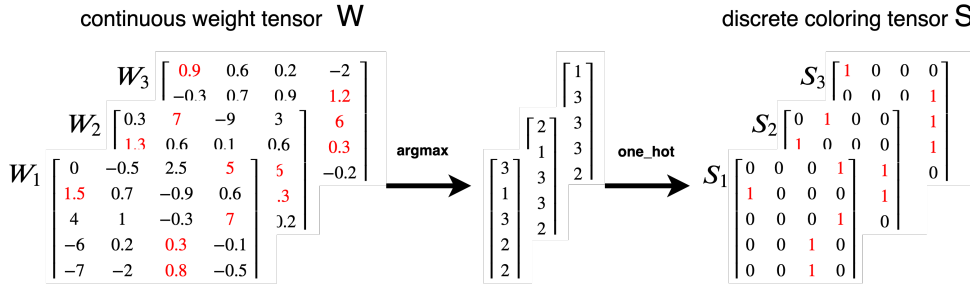 continuous weight tensor W
W₃
0.9 0.6 0.2 −2
−0.3 0.7 0.9 1.2
6
0.3
−0.2
W₂
0.3 7 −9 3
1.3 0.6 0.1 0.6
W₁
0 −0.5 2.5 5
1.5 0.7 −0.9 0.6
4 1 −0.3 7
−6 0.2 0.3 −0.1
−7 −2 0.8 −0.5
argmax
1
3
3
3
2
2
1
3
3
2
3
1
3
2
2
one_hot
discrete coloring tensor S
S₃
1 0 0 0
0 0 0 1
1
1
0
S₂
0 1 0 0
1 0 0 0
1
1
0
S₁
0 0 0 1
1 0 0 0
0 0 0 1
0 0 1 0
0 0 1 0